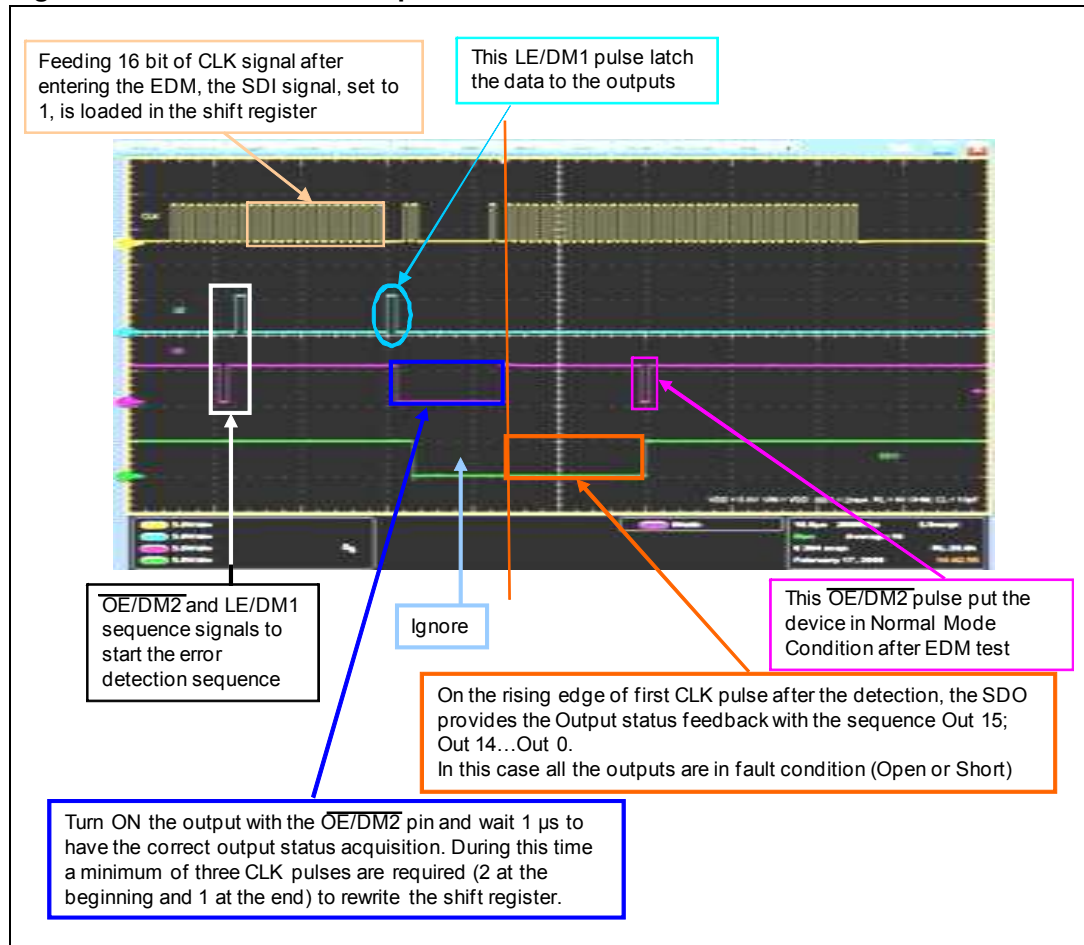 Feeding 16 bit of CLK signal after
entering the EDM, the SDI signal, set to
1, is loaded in the shift register
This LE/DM1 pulse latch
the data to the outputs
CLK
OE/DM2 and LE/DM1
sequence signals to
start the error
detection sequence
Ignore
This OE/DM2 pulse put the
device in Normal Mode
Condition after EDM test
On the rising edge of first CLK pulse after the detection, the SDO
provides the Output status feedback with the sequence Out 15;
Out 14…Out 0.
In this case all the outputs are in fault condition (Open or Short)
Turn ON the output with the OE/DM2 pin and wait 1 µs to
have the correct output status acquisition. During this time
a minimum of three CLK pulses are required (2 at the
beginning and 1 at the end) to rewrite the shift register.